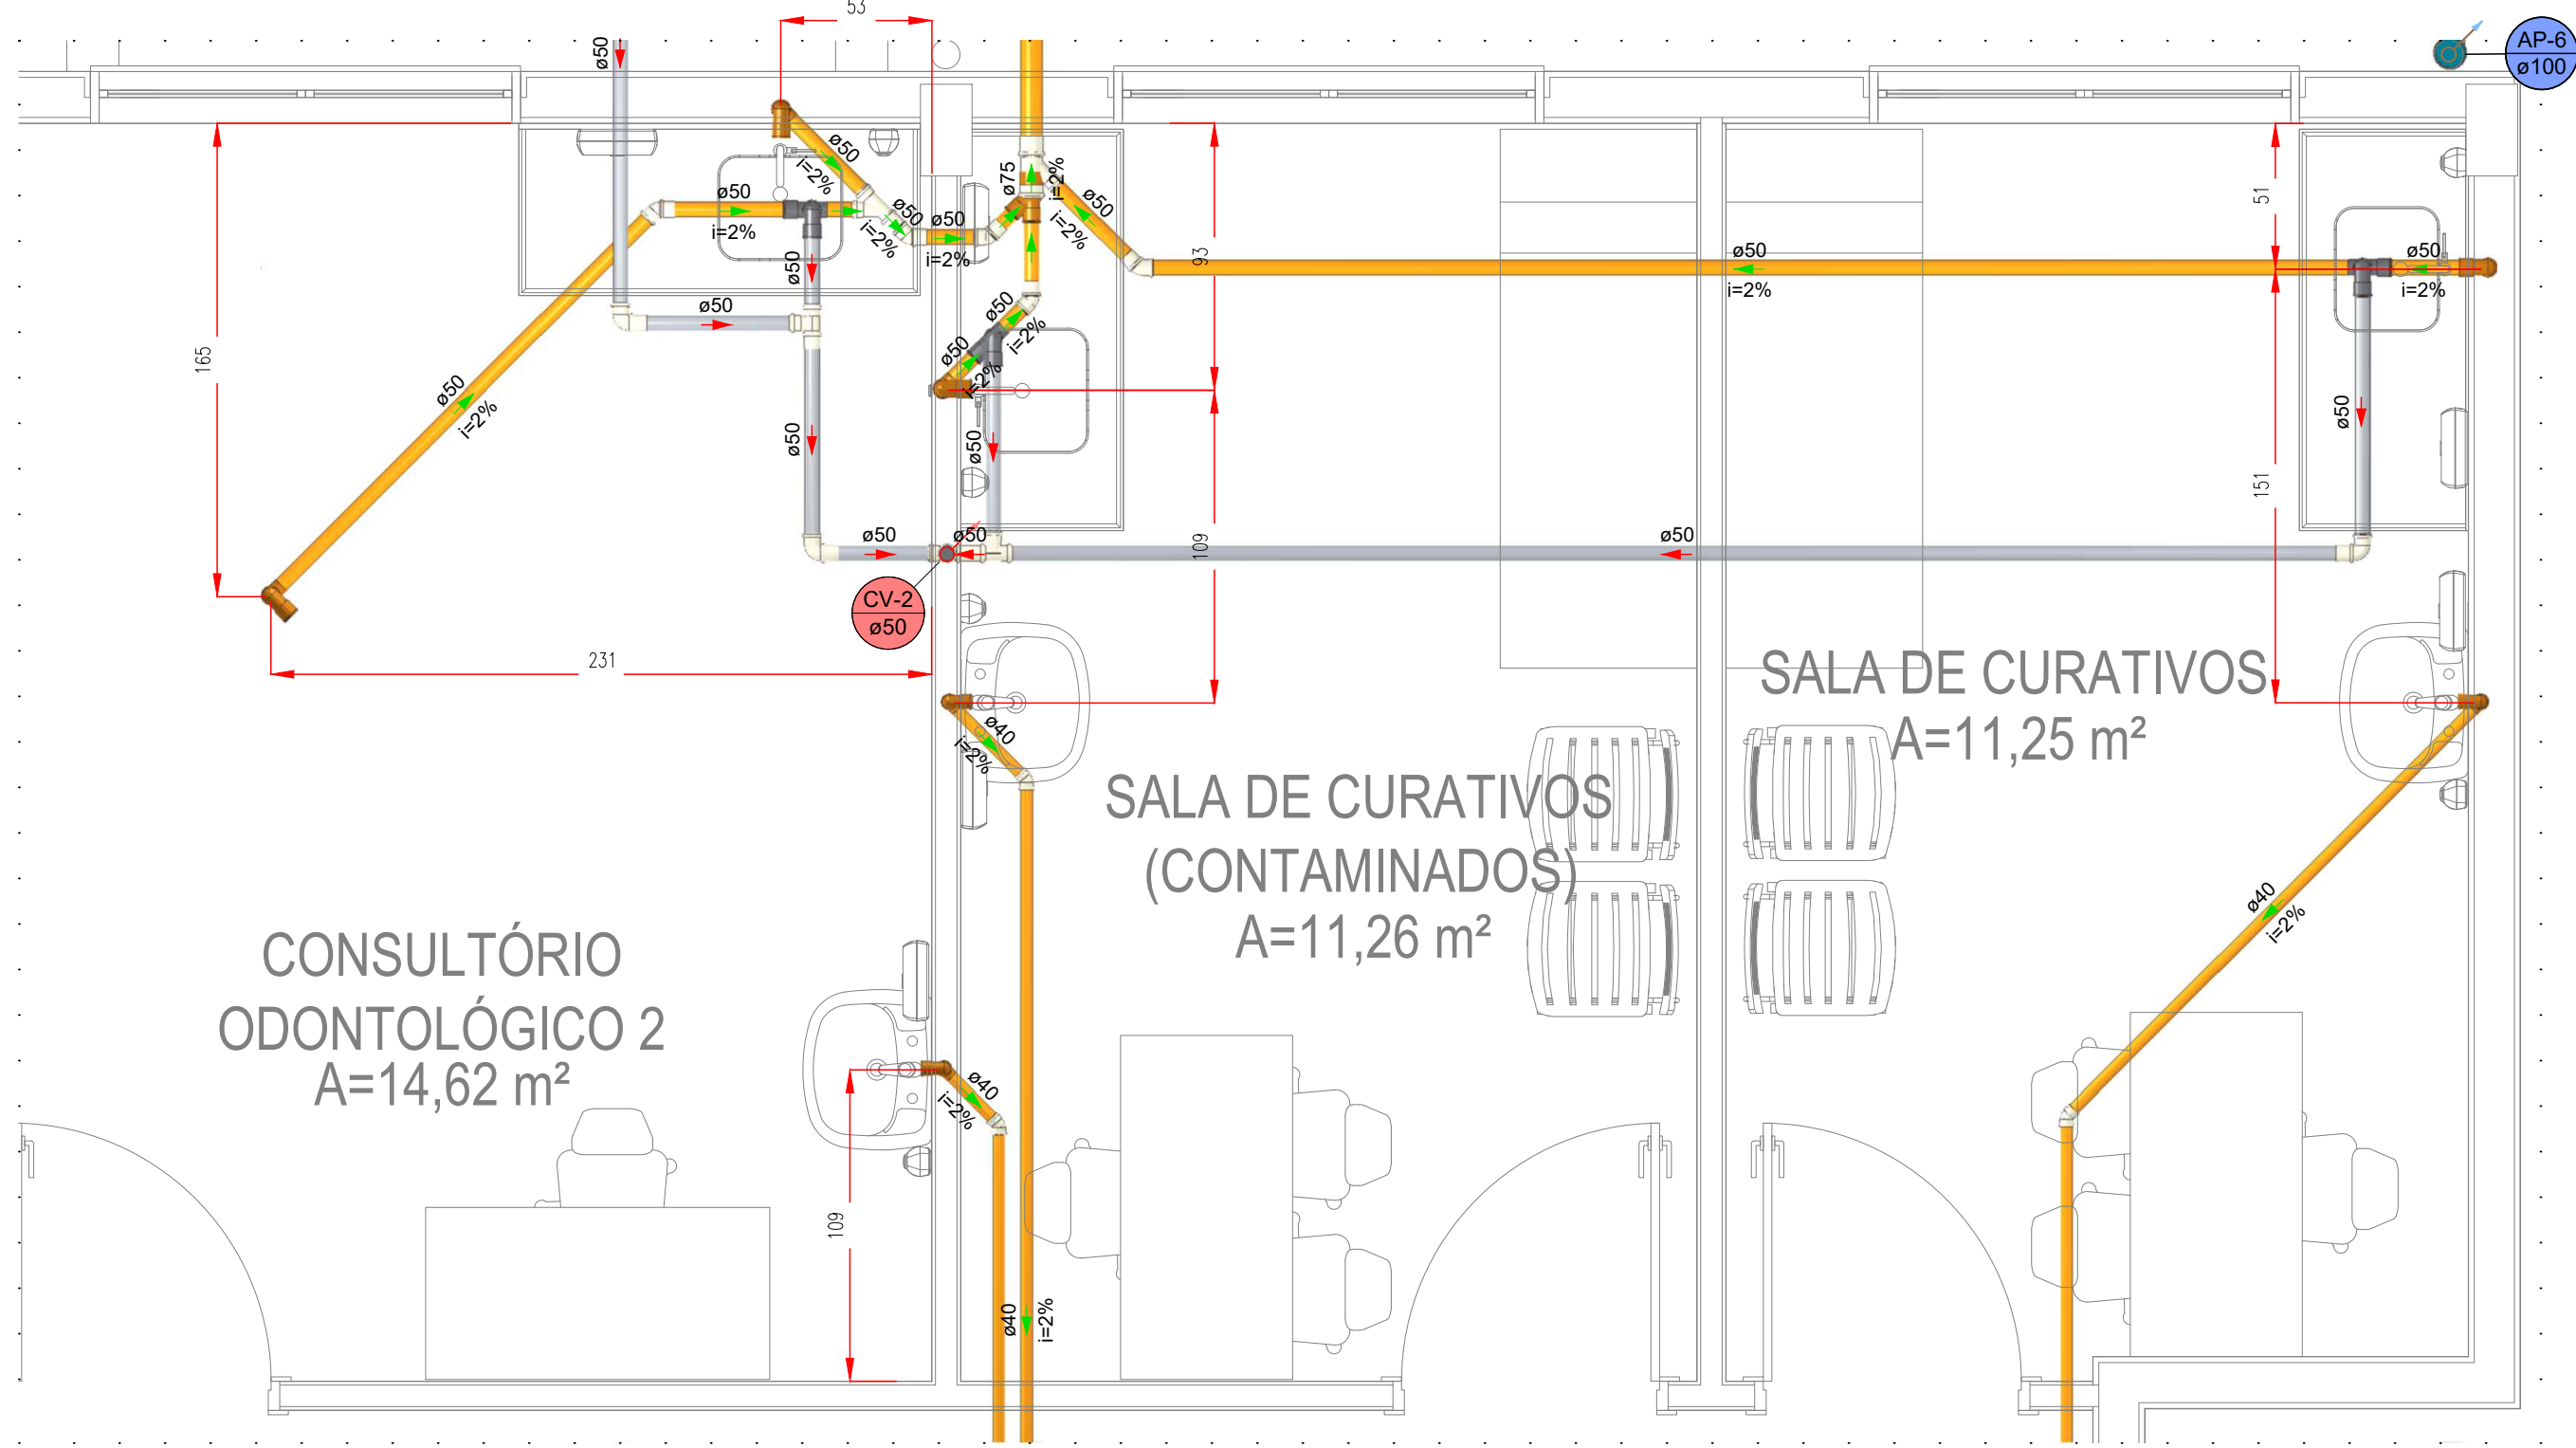 53
ø50
AP-6
ø100
ø50
i=2%
ø75
i=2%
ø50
i=2%
51
ø50
i=2%
ø50
i=2%
ø50
i=2%
93
ø50
i=2%
ø50
i=2%
ø50
ø50
ø50
i=2%
165
ø50
i=2%
ø50
i=2%
ø50
ø50
ø50
151
ø50
ø50
ø50
109
CV-2
ø50
231
SALA DE CURATIVOS
A=11,25 m²
ø40
i=2%
SALA DE CURATIVOS
(CONTAMINADOS)
A=11,26 m²
ø40
i=2%
CONSULTÓRIO
ODONTOLÓGICO 2
A=14,62 m²
ø40
i=2%
109
ø40
i=2%